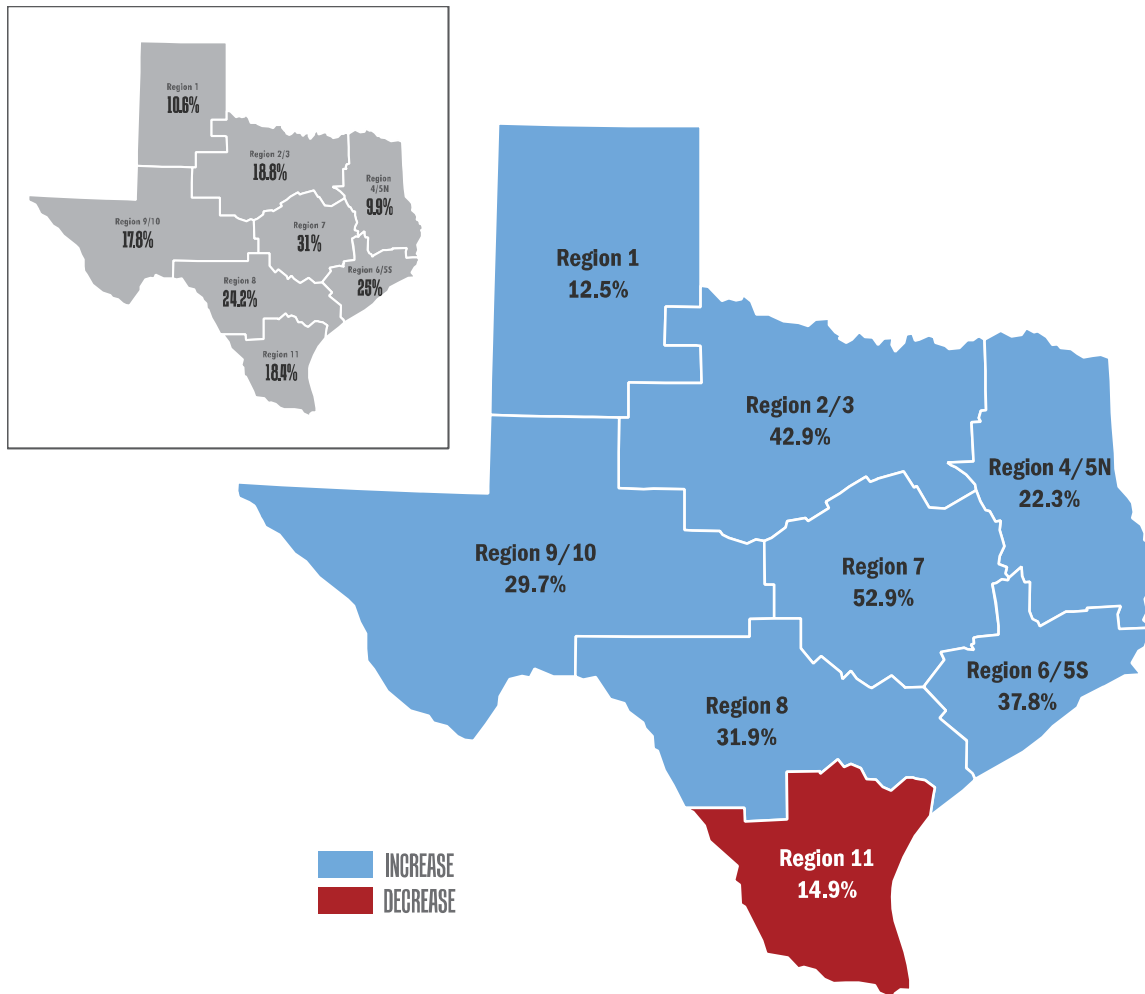 Region 1
10.6%
Region 2/3
18.8%
Region
4/5N
9.9%
Region 9/10
17.8%
Region 7
31%
Region 6/5S
25%
Region 8
24.2%
Region 11
18.4%
Region 1
12.5%
Region 2/3
42.9%
Region 4/5N
22.3%
Region 9/10
29.7%
Region 7
52.9%
Region 6/5S
37.8%
Region 8
31.9%
Region 11
14.9%
INCREASE
DECREASE